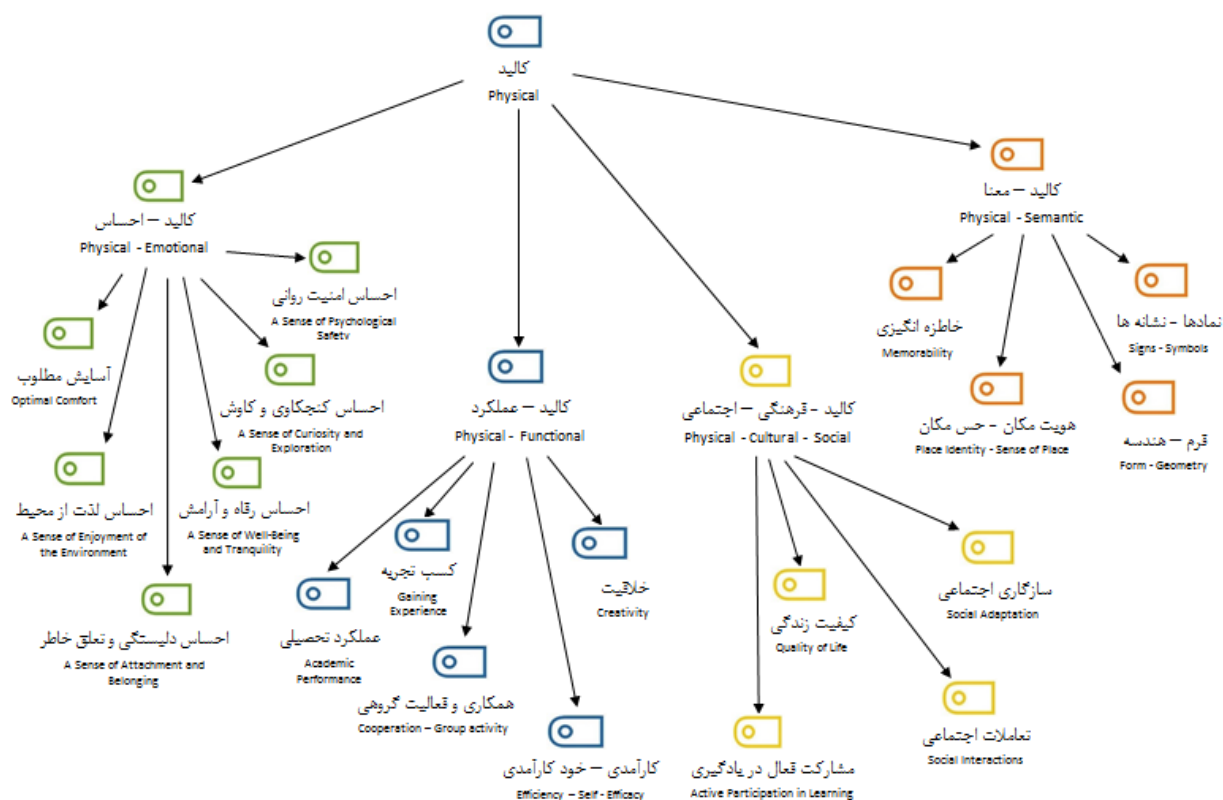 کالبد
Physical
کالبد – معنا
Physical - Semantic
کالبد – احساس
Physical - Emotional
احساس امنیت روانی
A Sense of Psychological
Safety
خاطره انگیزی
Memorability
نمادها - نشانه ها
Signs - Symbols
آسایش مطلوب
Optimal Comfort
احساس کنجکاوی و کاوش
A Sense of Curiosity and
Exploration
کالبد – عملکرد
Physical - Functional
کالبد - فرهنگی – اجتماعی
Physical - Cultural - Social
هویت مکان - حس مکان
Place Identity - Sense of Place
فرم – هندسه
Form - Geometry
احساس لذت از محیط
A Sense of Enjoyment of
the Environment
احساس رفاه و آرامش
A Sense of Well-Being
and Tranquility
کسب تجربه
Gaining
Experience
خلاقیت
Creativity
کیفیت زندگی
Quality of Life
سازگاری اجتماعی
Social Adaptation
احساس دلبستگی و تعلق خاطر
A Sense of Attachment and
Belonging
عملکرد تحصیلی
Academic
Performance
همکاری و فعالیت گروهی
Cooperation – Group activity
تعاملات اجتماعی
Social Interactions
کارآمدی – خود کارآمدی
Efficiency – Self - Efficacy
مشارکت فعال در یادگیری
Active Participation in Learning